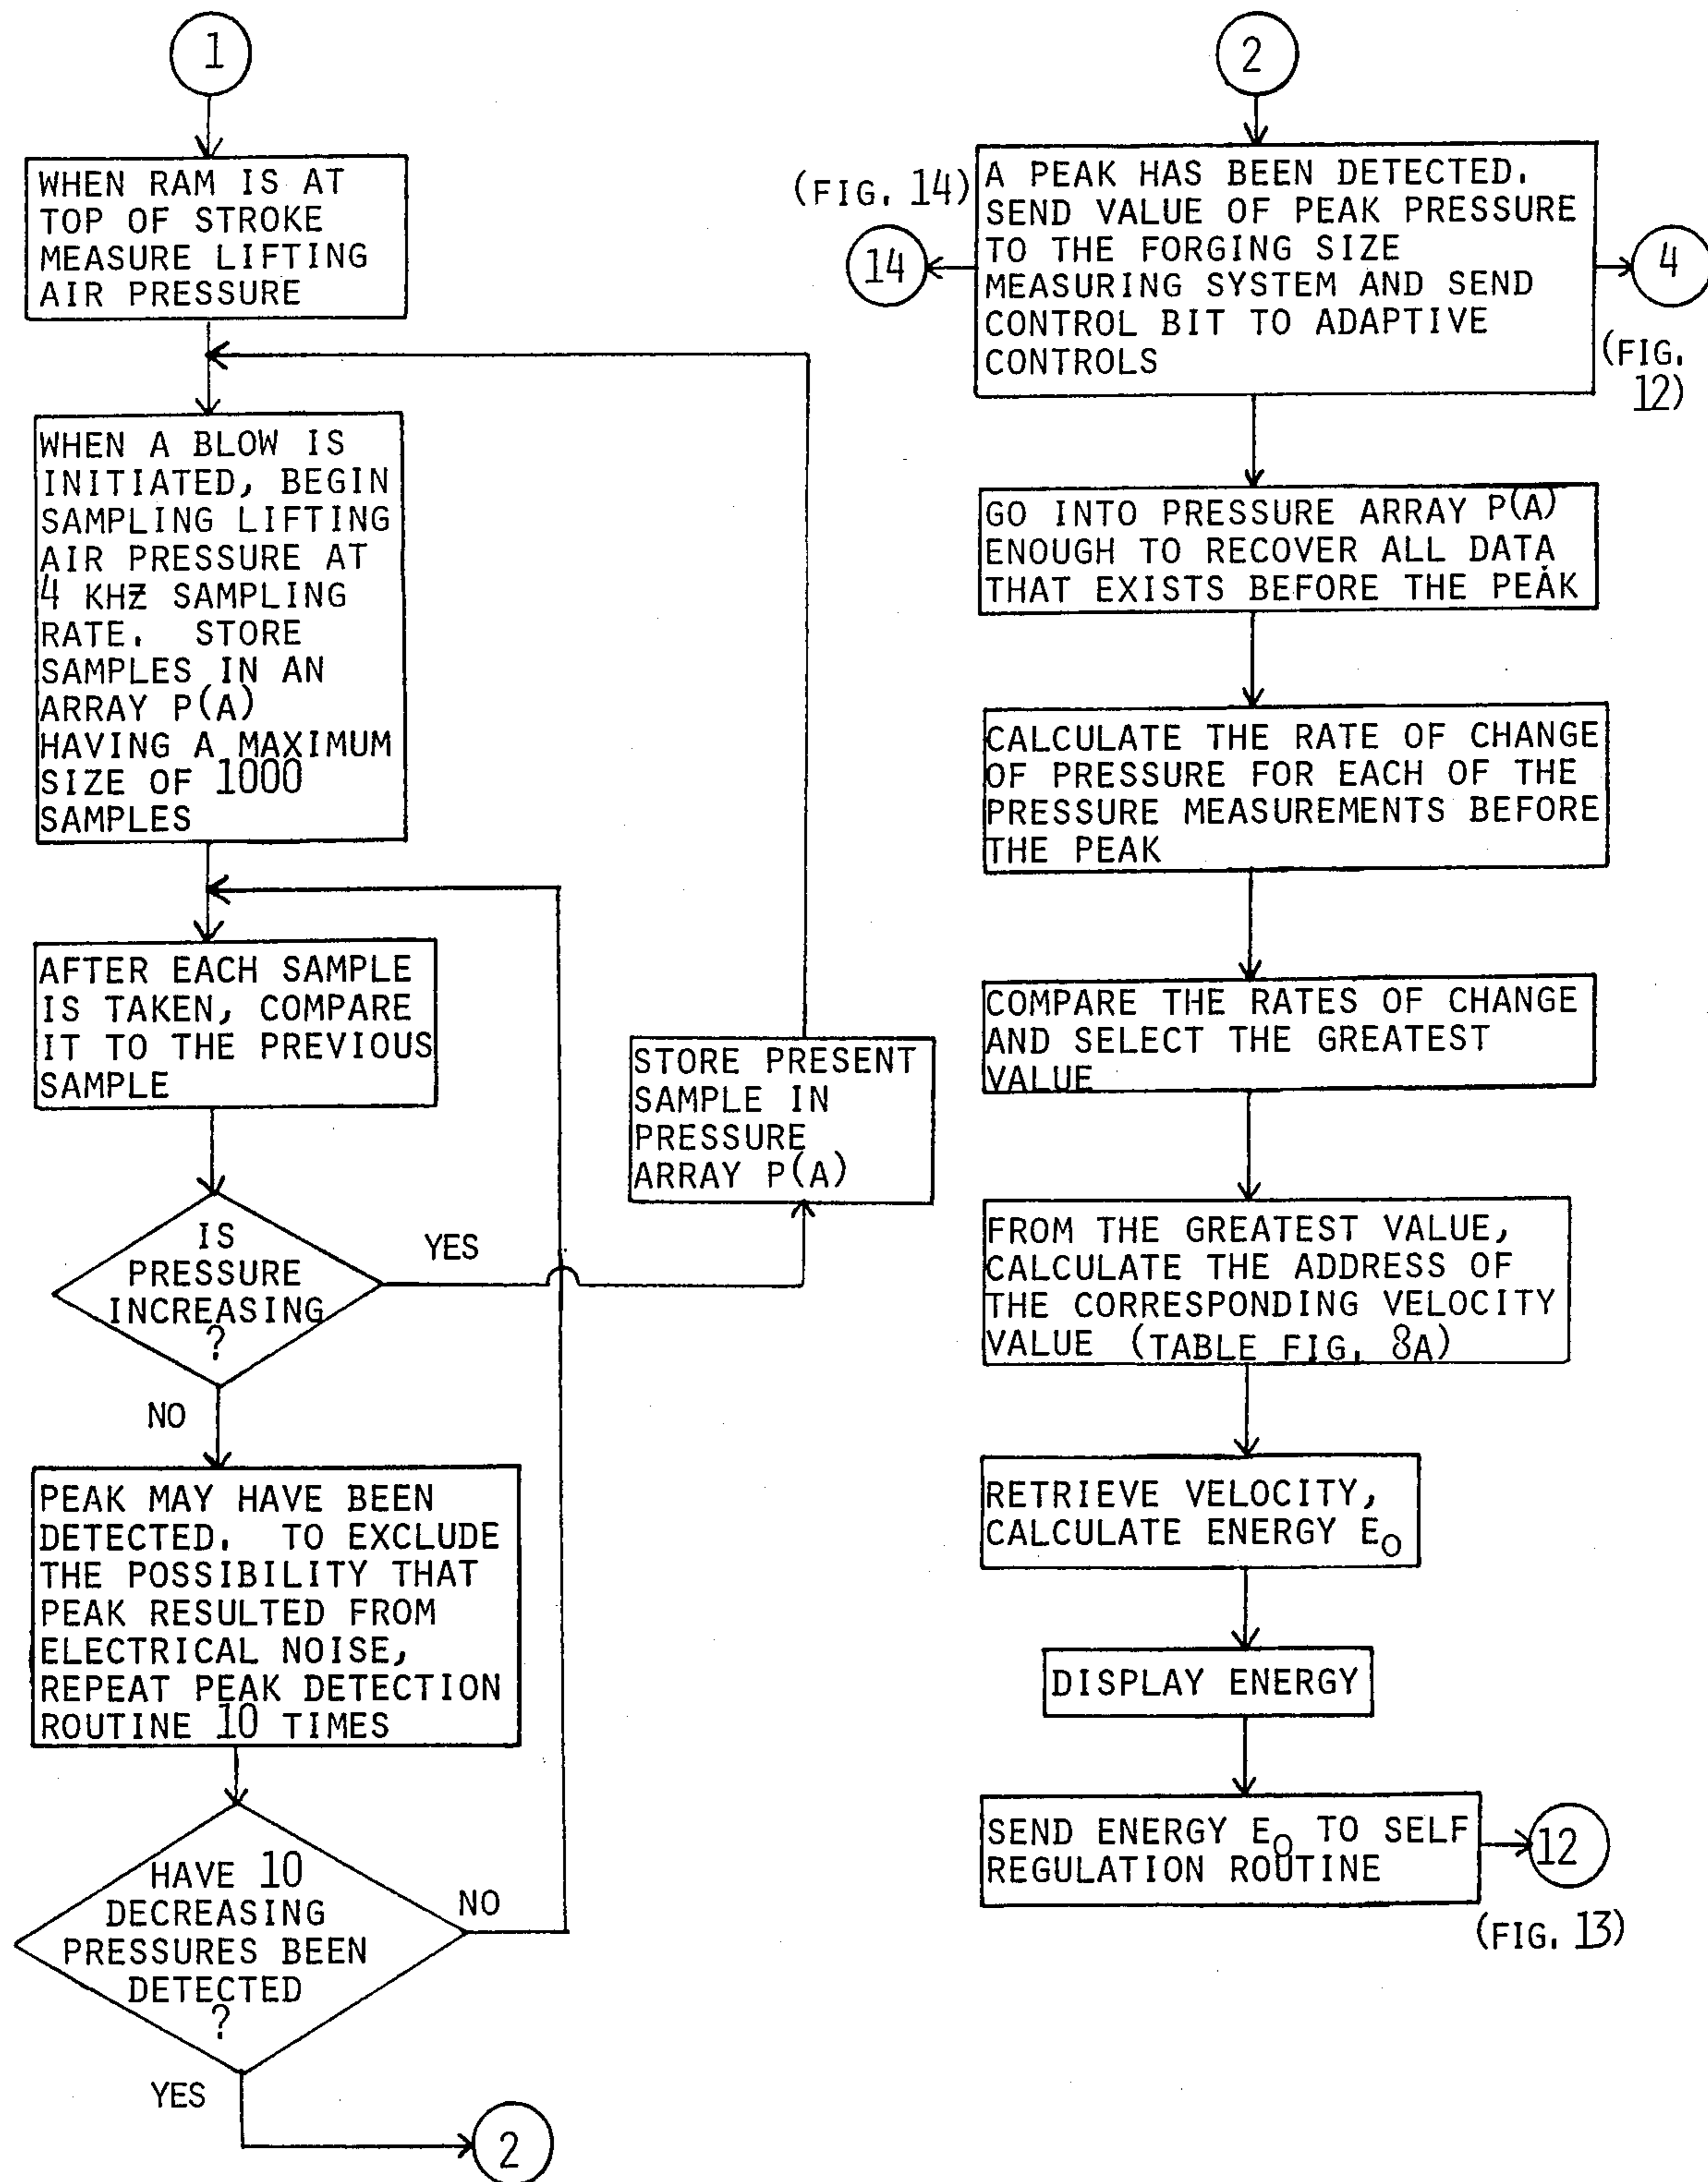 1
WHEN RAM IS AT
TOP OF STROKE
MEASURE LIFTING
AIR PRESSURE
WHEN A BLOW IS
INITIATED, BEGIN
SAMPLING LIFTING
AIR PRESSURE AT
4 KHZ SAMPLING
RATE. STORE
SAMPLES IN AN
ARRAY P(A)
HAVING A MAXIMUM
SIZE OF 1000
SAMPLES
AFTER EACH SAMPLE
IS TAKEN, COMPARE
IT TO THE PREVIOUS
SAMPLE
STORE PRESENT
SAMPLE IN
PRESSURE
ARRAY P(A)
IS
PRESSURE
INCREASING
?
YES
NO
PEAK MAY HAVE BEEN
DETECTED. TO EXCLUDE
THE POSSIBILITY THAT
PEAK RESULTED FROM
ELECTRICAL NOISE,
REPEAT PEAK DETECTION
ROUTINE 10 TIMES
HAVE 10
DECREASING
PRESSURES BEEN
DETECTED
?
NO
YES
2
2
(FIG. 14)
14
A PEAK HAS BEEN DETECTED.
SEND VALUE OF PEAK PRESSURE
TO THE FORGING SIZE
MEASURING SYSTEM AND SEND
CONTROL BIT TO ADAPTIVE
CONTROLS
4
(FIG.
12)
GO INTO PRESSURE ARRAY P(A)
ENOUGH TO RECOVER ALL DATA
THAT EXISTS BEFORE THE PEAK
CALCULATE THE RATE OF CHANGE
OF PRESSURE FOR EACH OF THE
PRESSURE MEASUREMENTS BEFORE
THE PEAK
COMPARE THE RATES OF CHANGE
AND SELECT THE GREATEST
VALUE
FROM THE GREATEST VALUE,
CALCULATE THE ADDRESS OF
THE CORRESPONDING VELOCITY
VALUE (TABLE FIG. 8A)
RETRIEVE VELOCITY,
CALCULATE ENERGY E₀
DISPLAY ENERGY
SEND ENERGY E₀ TO SELF
REGULATION ROUTINE
12
(FIG. 13)